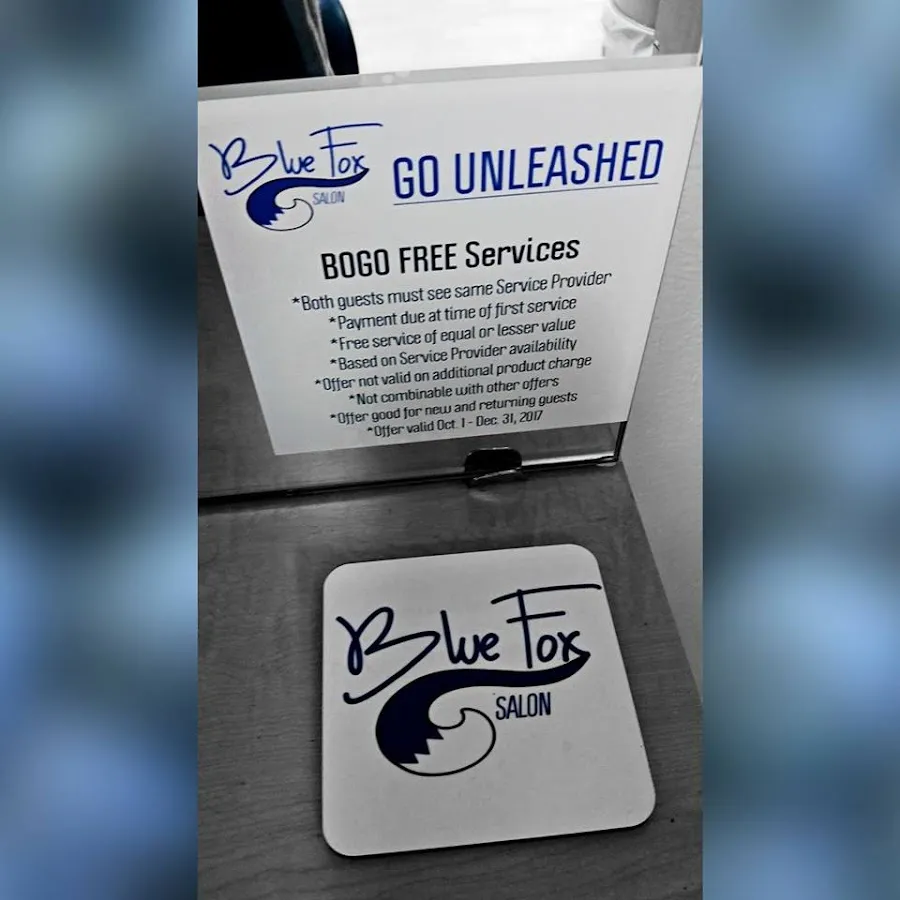 Blue Fox
SALON
GO UNLEASHED
BOGO FREE Services
*Both guests must see same Service Provider
*Payment due at time of first service
*Free service of equal or lesser value
*Based on Service Provider availability
*Offer not valid on additional product charge
*Not combinable with other offers
*Offer good for new and returning guests
*Offer valid Oct. 1 - Dec. 31, 2017
Blue Fox
SALON